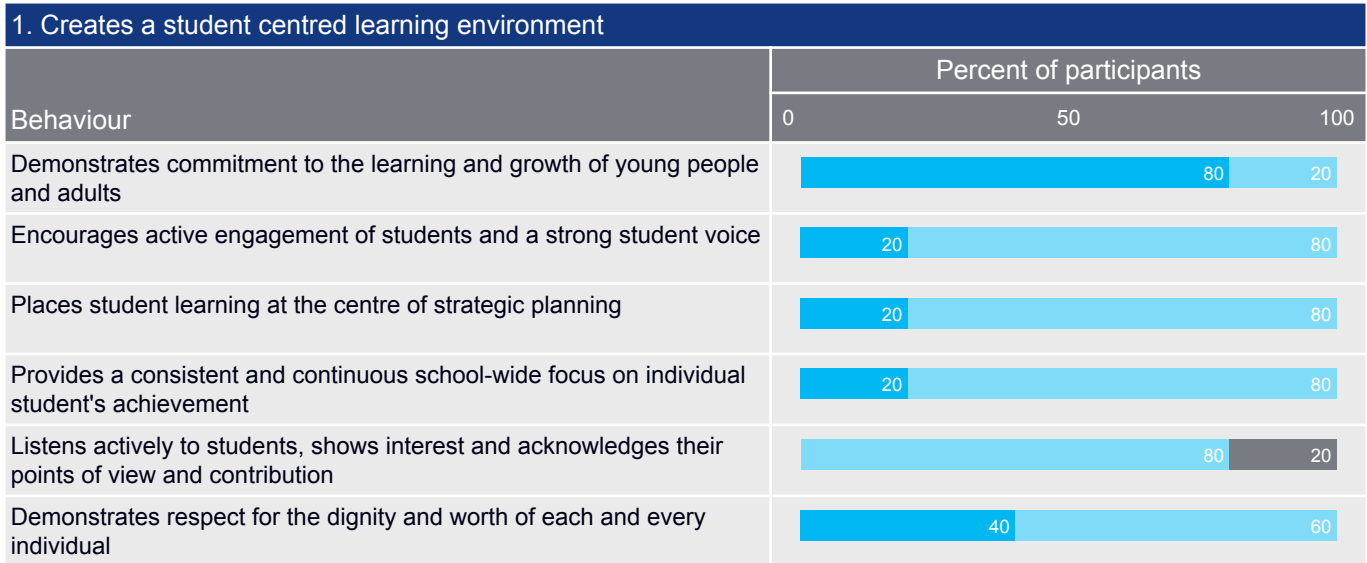 1. Creates a student centred learning environment
Percent of participants
Behaviour
0 50 100
Demonstrates commitment to the learning and growth of young people
and adults
80 20
Encourages active engagement of students and a strong student voice
20 80
Places student learning at the centre of strategic planning
20 80
Provides a consistent and continuous school-wide focus on individual
student's achievement
20 80
Listens actively to students, shows interest and acknowledges their
points of view and contribution
80 20
Demonstrates respect for the dignity and worth of each and every
individual
40 60